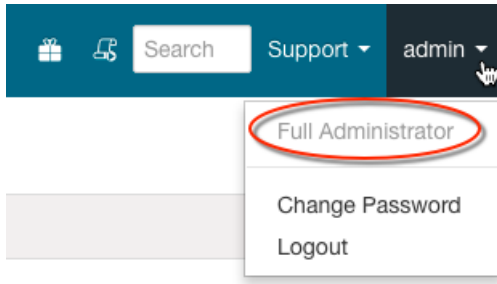 Search Support admin
Full Administrator
Change Password
Logout